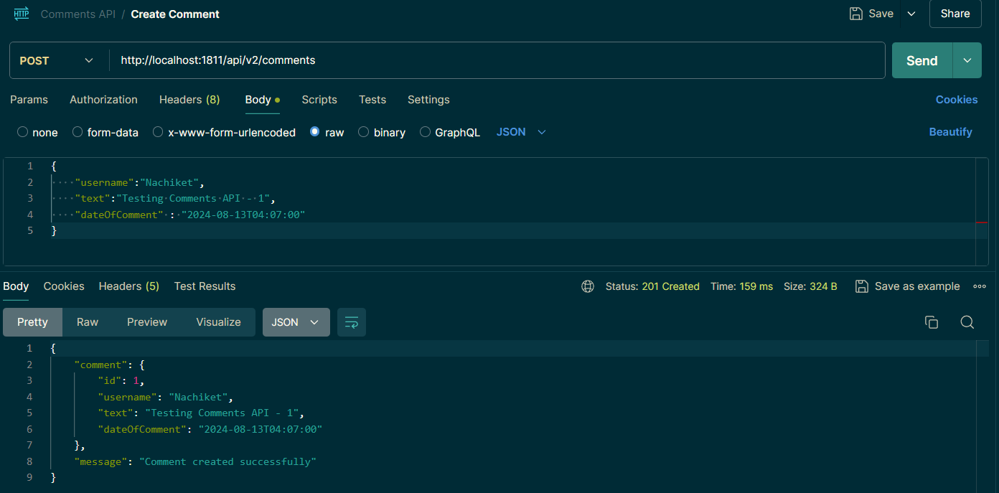 HTTP Comments API / Create Comment Save Share
POST http://localhost:1811/api/v2/comments Send
Params Authorization Headers (8) Body Scripts Tests Settings Cookies
none form-data x-www-form-urlencoded raw binary GraphQL JSON Beautify
1 {
2 "username":"Nachiket",
3 "text":"Testing Comments API - 1",
4 "dateOfComment" : "2024-08-13T04:07:00"
5 }
Body Cookies Headers (5) Test Results Status: 201 Created Time: 159 ms Size: 324 B Save as example
Pretty Raw Preview Visualize JSON
1 {
2 "comment": {
3 "id": 1,
4 "username": "Nachiket",
5 "text": "Testing Comments API - 1",
6 "dateOfComment": "2024-08-13T04:07:00"
7 },
8 "message": "Comment created successfully"
9 }